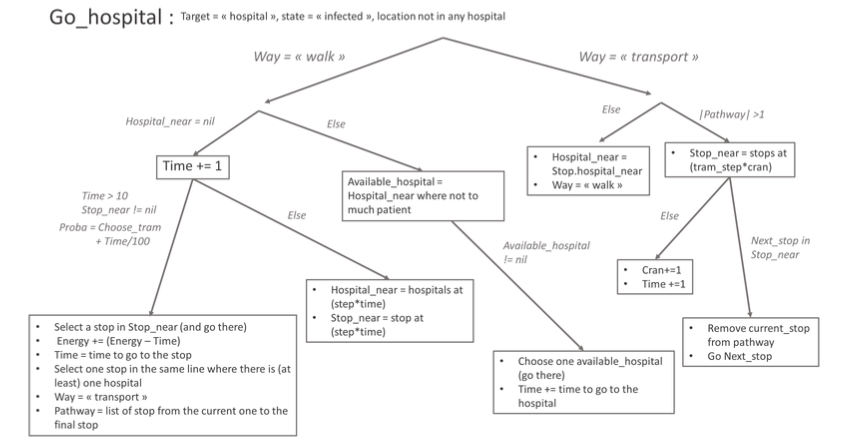 Go_hospital : Target = « hospital », state = « infected », location not in any hospital
Way = « walk »
Way = « transport »
Hospital_near = nil
Else
Else
|Pathway| >1
Time += 1
Available_hospital =
Hospital_near where not to
much patient
• Hospital_near =
Stop.hospital_near
• Way = « walk »
• Stop_near = stops at
(tram_step*cran)
Time > 10
Stop_near != nil
Proba = Choose_tram
+ Time/100
Else
Available_hospital
!= nil
Else
Next_stop in
Stop_near
• Cran+=1
• Time +=1
• Hospital_near = hospitals at
(step*time)
• Stop_near = stop at
(step*time)
• Select a stop in Stop_near (and go there)
• Energy += (Energy – Time)
• Time = time to go to the stop
• Select one stop in the same line where there is (at
least) one hospital
• Way = « transport »
• Pathway = list of stop from the current one to the
final stop
• Choose one available_hospital
(go there)
• Time += time to go to the
hospital
• Remove current_stop
from pathway
• Go Next_stop